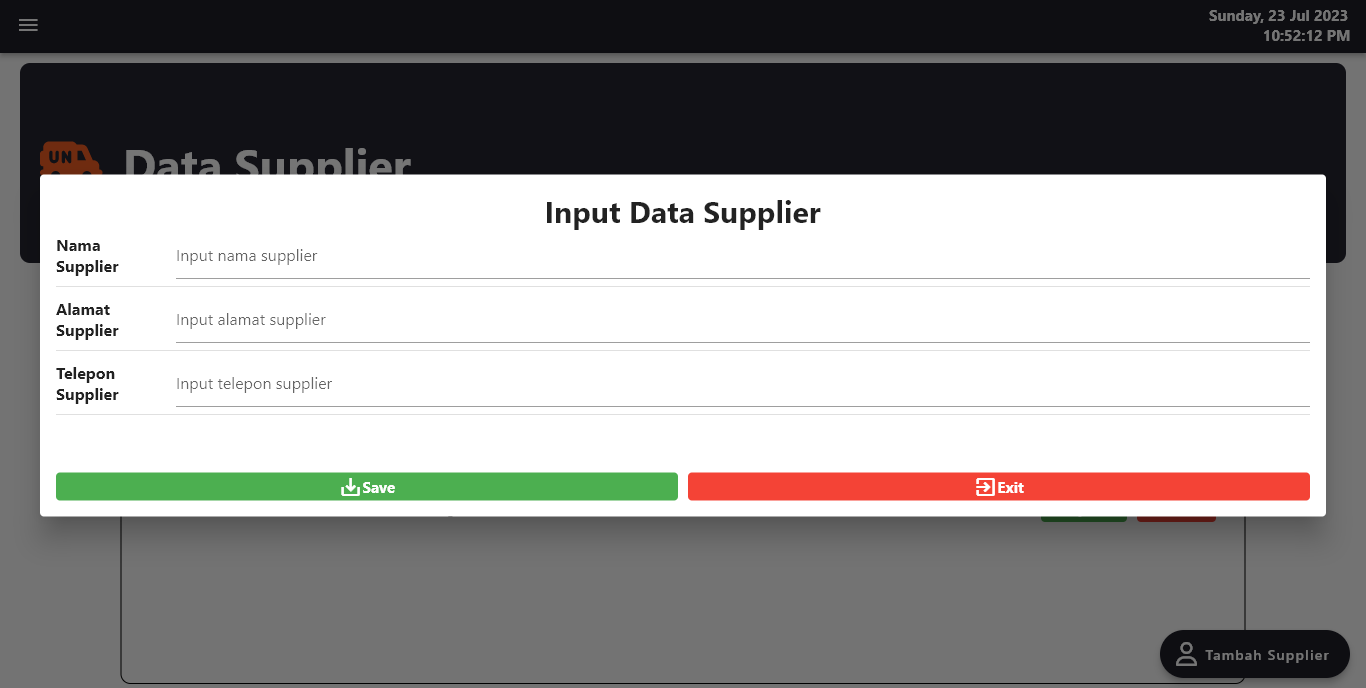 Sunday, 23 Jul 2023
10:52:12 PM
UN
Data Supplier
Input Data Supplier
Nama
Supplier
Input nama supplier
Alamat
Supplier
Input alamat supplier
Telepon
Supplier
Input telepon supplier
Save
Exit
Tambah Supplier